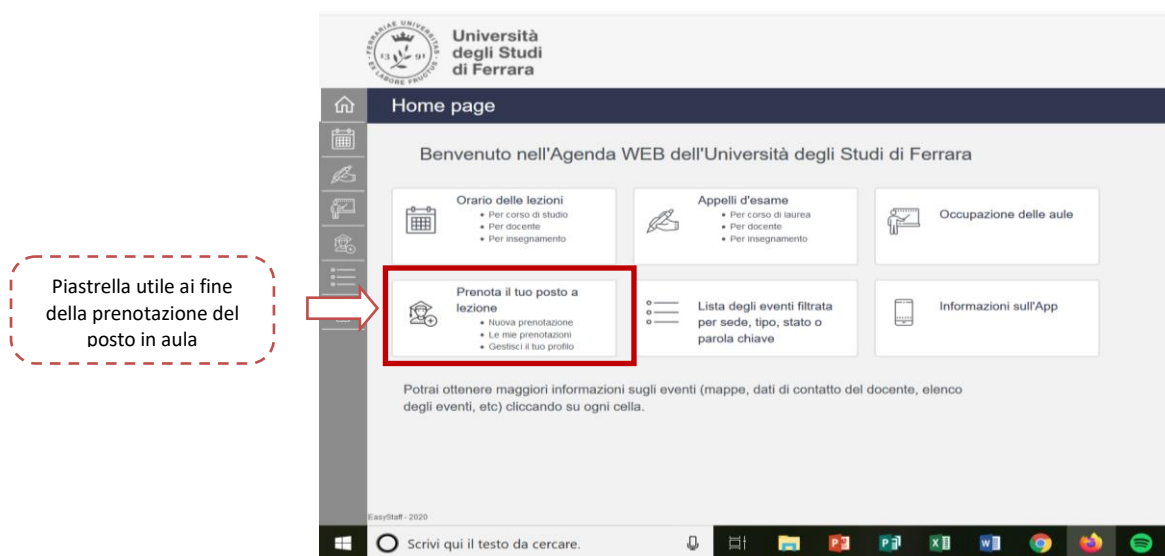 Università
degli Studi
di Ferrara
Home page
Benvenuto nell'Agenda WEB dell'Università degli Studi di Ferrara
Orario delle lezioni
• Per corso di studio
• Per docente
• Per insegnamento
Appelli d'esame
• Per corso di laurea
• Per docente
• Per insegnamento
Occupazione delle aule
Piastrella utile ai fine
della prenotazione del
posto in aula
Prenota il tuo posto a
lezione
• Nuova prenotazione
• Le mie prenotazioni
• Gestisci il tuo profilo
Lista degli eventi filtrata
per sede, tipo, stato o
parola chiave
Informazioni sull'App
Potrai ottenere maggiori informazioni sugli eventi (mappe, dati di contatto del docente, elenco
degli eventi, etc) cliccando su ogni cella.
EasyStaff - 2020
Scrivi qui il testo da cercare.